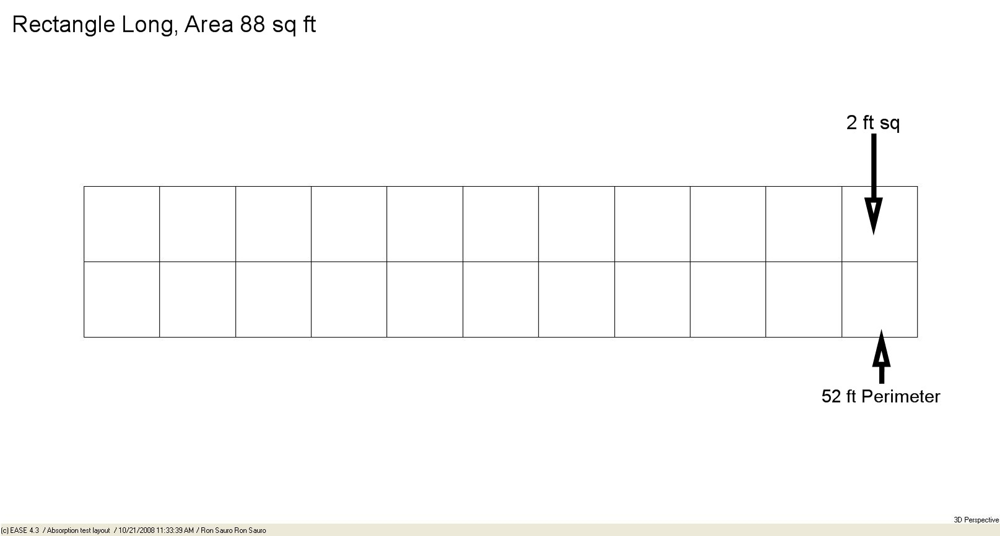 Rectangle Long, Area 88 sq ft
2 ft sq
52 ft Perimeter
3D Perspective
(c) EASE 4.3 / Absorption test layout / 10/21/2008 11:33:39 AM / Ron Sauro Ron Sauro